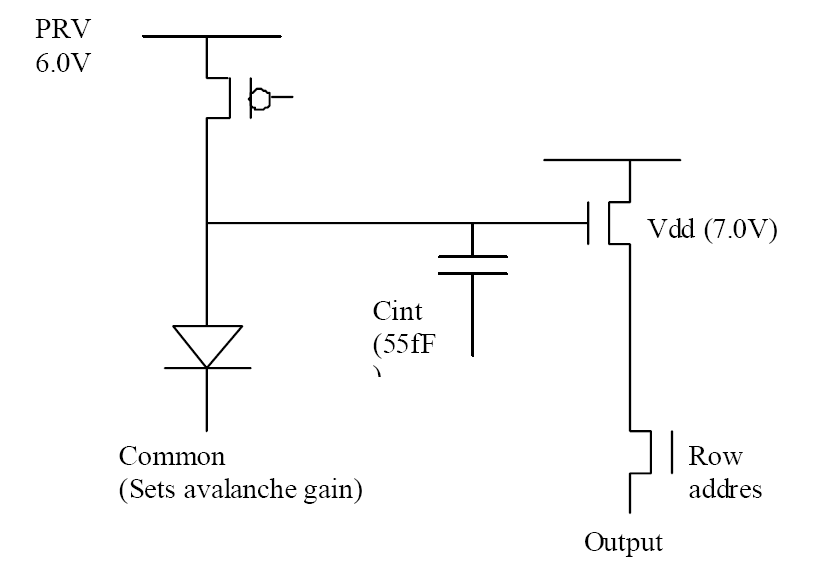 PRV
6.0V
Vdd (7.0V)
Cint
(55fF
)
Common
(Sets avalanche gain)
Row
addres
Output